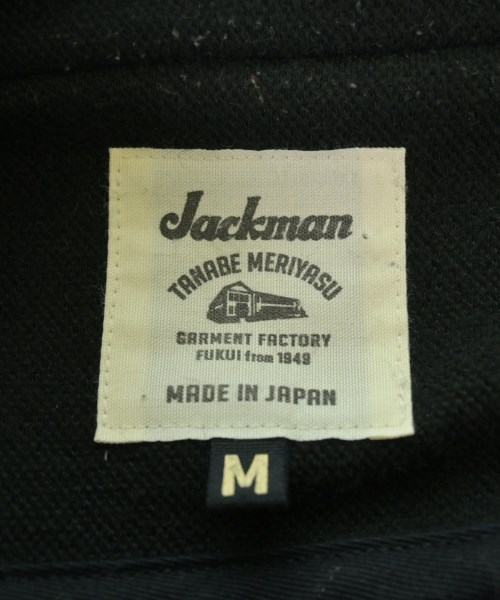 Jackman
TANABE MERIYASU
GARMENT FACTORY
FUKUI from 1949
MADE IN JAPAN
M